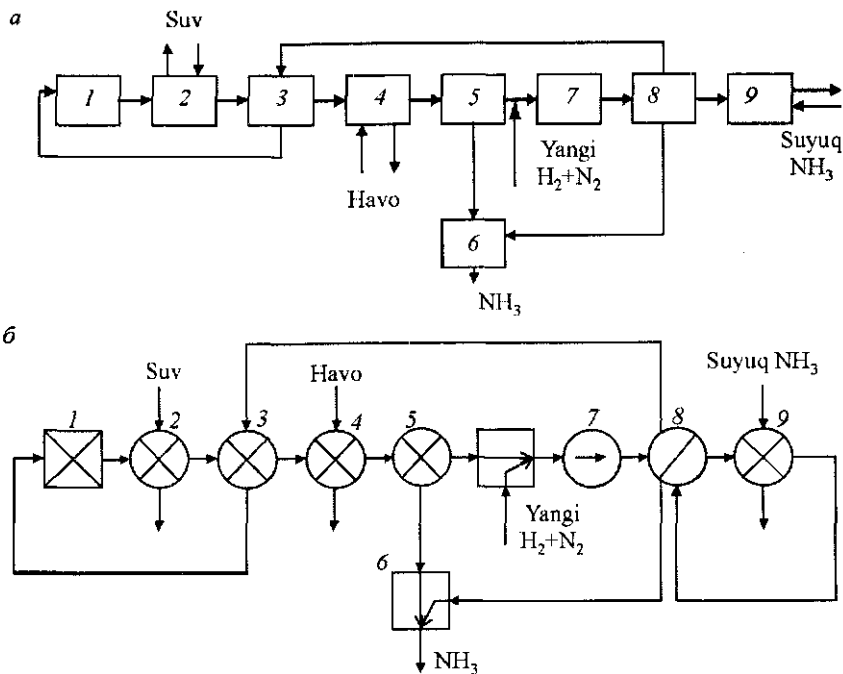 а
Suv
1 2 3 4 5 7 8 9
Havo
Yangi
H₂+N₂
Suyuq
NH₃
6
NH₃
б
Suv
Havo
Suyuq NH₃
1 2 3 4 5 7 8 9
Yangi
H₂+N₂
6
NH₃